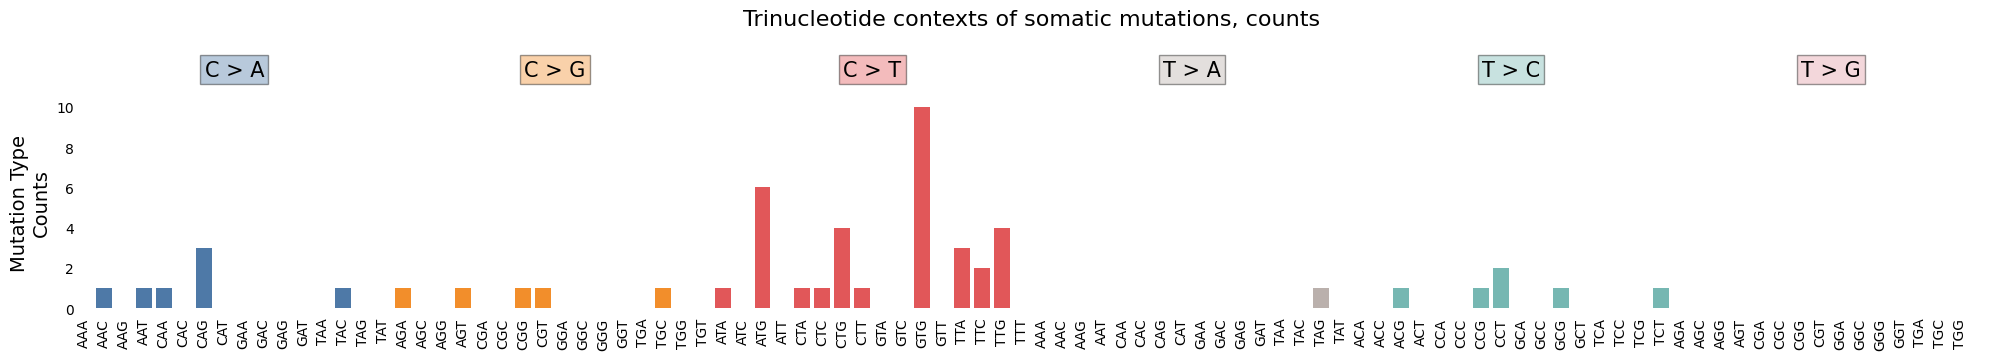 Trinucleotide contexts of somatic mutations, counts
C > A C > G C > T T > A T > C T > G
Mutation Type
Counts
10
8
6
4
2
0
AAA AAC AAG AAT CAA CAC CAG CAT GAA GAC GAG GAT TAA TAC TAG TAT AGA AGC AGG AGT CGA CGC CGG CGT GGA GGC GGG GGT TGA TGC TGG TGT ATA ATC ATG ATT CTA CTC CTG CTT GTA GTC GTG GTT TTA TTC TTG TTT AAA AAC AAG AAT CAA CAC CAG CAT GAA GAC GAG GAT TAA TAC TAG TAT ACA ACC ACG ACT CCA CCC CCG CCT GCA GCC GCG GCT TCA TCC TCG TCT AGA AGC AGG AGT CGA CGC CGG CGT GGA GGC GGG GGT TGA TGC TGG